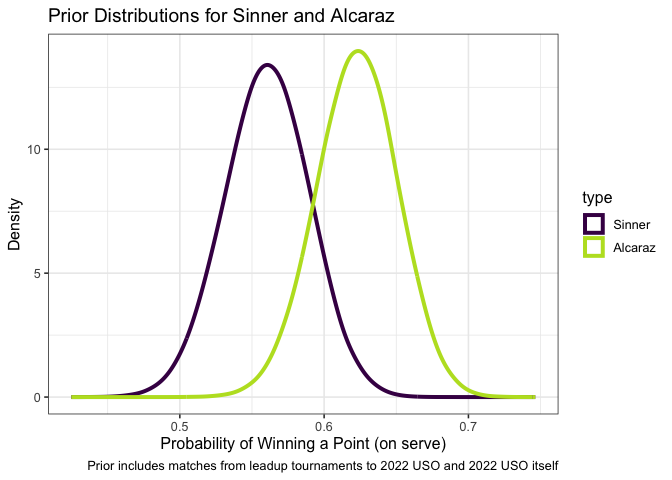 Prior Distributions for Sinner and Alcaraz
10
5
0
Density
0.5 0.6 0.7
Probability of Winning a Point (on serve)
Prior includes matches from leadup tournaments to 2022 USO and 2022 USO itself
type
Sinner
Alcaraz